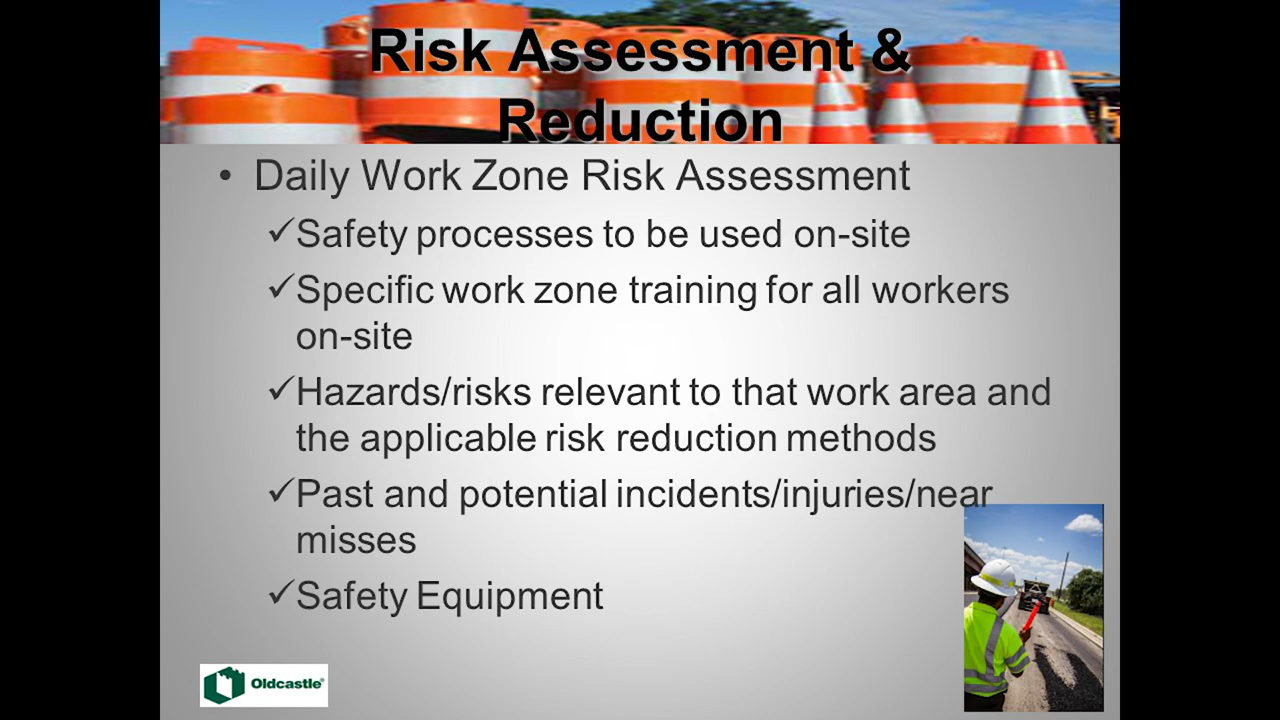 Risk Assessment &
Reduction
• Daily Work Zone Risk Assessment
✓Safety processes to be used on-site
✓Specific work zone training for all workers
on-site
✓Hazards/risks relevant to that work area and
the applicable risk reduction methods
✓Past and potential incidents/injuries/near
misses
✓Safety Equipment
Oldcastle®